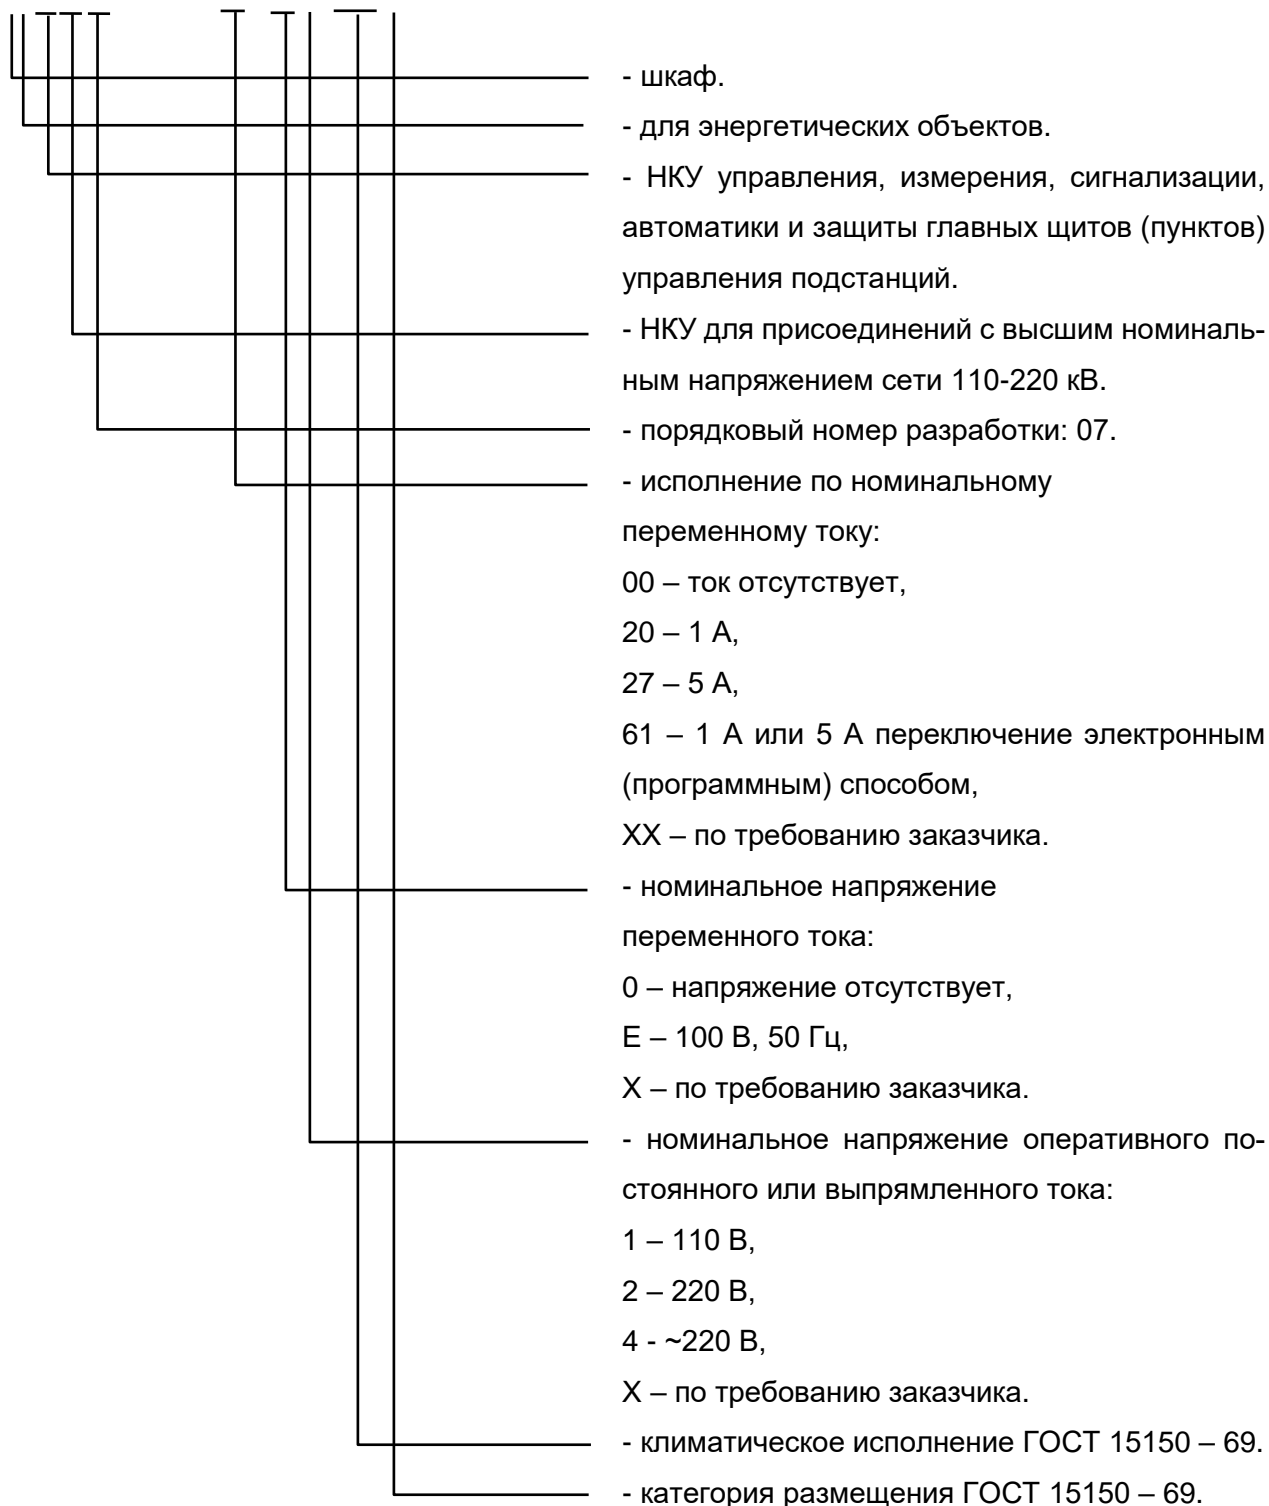 - шкаф.
- для энергетических объектов.
- НКУ управления, измерения, сигнализации,
автоматики и защиты главных щитов (пунктов)
управления подстанций.
- НКУ для присоединений с высшим номиналь-
ным напряжением сети 110-220 кВ.
- порядковый номер разработки: 07.
- исполнение по номинальному
переменному току:
00 – ток отсутствует,
20 – 1 А,
27 – 5 А,
61 – 1 А или 5 А переключение электронным
(программным) способом,
ХХ – по требованию заказчика.
- номинальное напряжение
переменного тока:
0 – напряжение отсутствует,
Е – 100 В, 50 Гц,
Х – по требованию заказчика.
- номинальное напряжение оперативного по-
стоянного или выпрямленного тока:
1 – 110 В,
2 – 220 В,
4 - ~220 В,
Х – по требованию заказчика.
- климатическое исполнение ГОСТ 15150 – 69.
- категория размещения ГОСТ 15150 – 69.